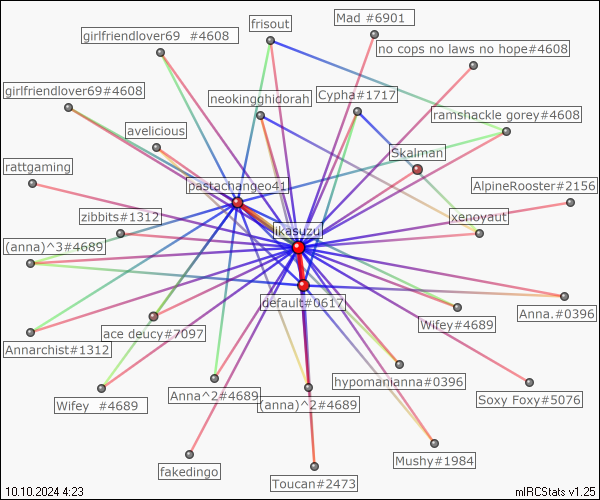 frisout
Mad #6901
girlfriendlover69 #4608
no cops no laws no hope#4608
girlfriendlover69#4608
neokingghidorah
Cypha#1717
ramshackle gorey#4608
avelicious
Skalman
rattgaming
pastachangeo41
AlpineRooster#2156
zibbits#1312
xenoyaut
likasuzu
(anna)^3#4689
default#0617
Anna.#0396
ace deucy#7097
Wifey#4689
Annarchist#1312
hypomanianna#0396
Anna^2#4689
(anna)^2#4689
Soxy Foxy#5076
Wifey #4689
Mushy#1984
fakedingo
Toucan#2473
10.10.2024 4:23
mIRCStats v1.25